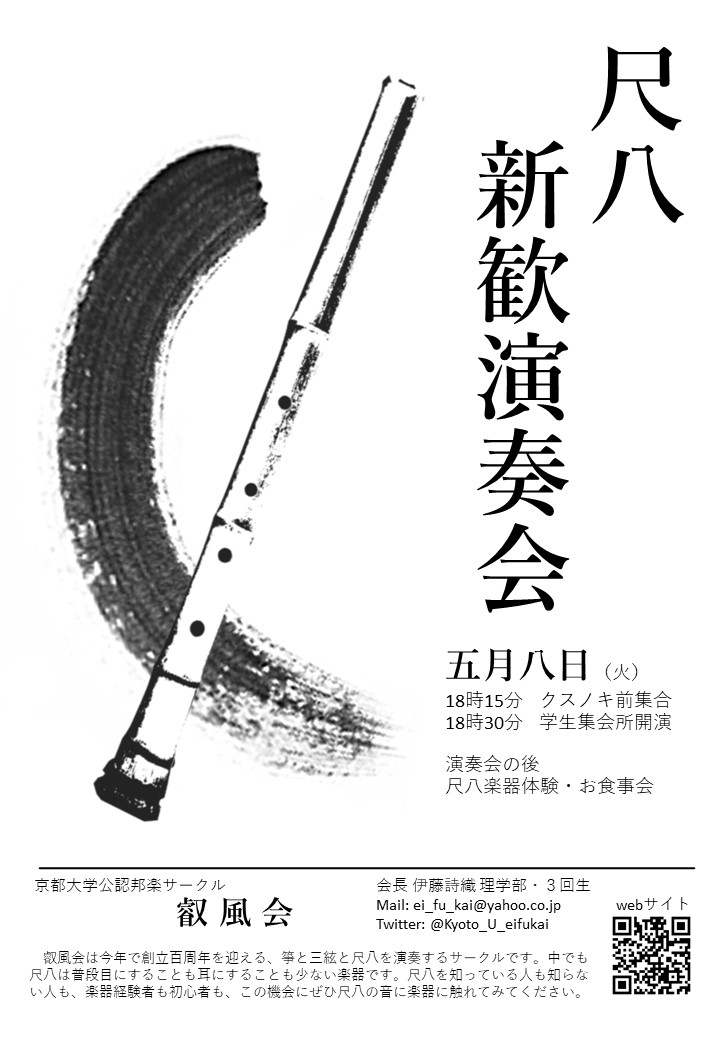 尺八
新歓演奏会
五月八日（火）
18時15分　クスノキ前集合
18時30分　学生集会所開演
演奏会の後
尺八楽器体験・お食事会
京都大学公認邦楽サークル
叡風会
会長 伊藤詩織 理学部・３回生
Mail: ei_fu_kai@yahoo.co.jp
Twitter: @Kyoto_U_eifukai
webサイト
　叡風会は今年で創立百周年を迎える、箏と三絃と尺八を演奏するサークルです。中でも
尺八は普段目にすることも耳にすることも少ない楽器です。尺八を知っている人も知らな
い人も、楽器経験者も初心者も、この機会にぜひ尺八の音に楽器に触れてみてください。